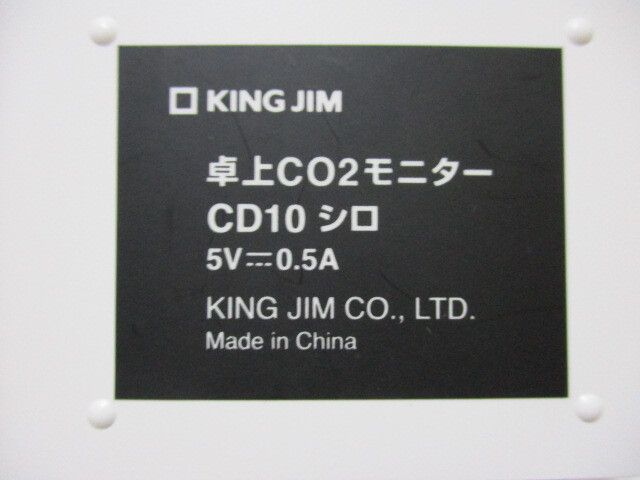 KING JIM
卓上CO2モニター
CD10 シロ
5V⎓0.5A
KING JIM CO., LTD.
Made in China